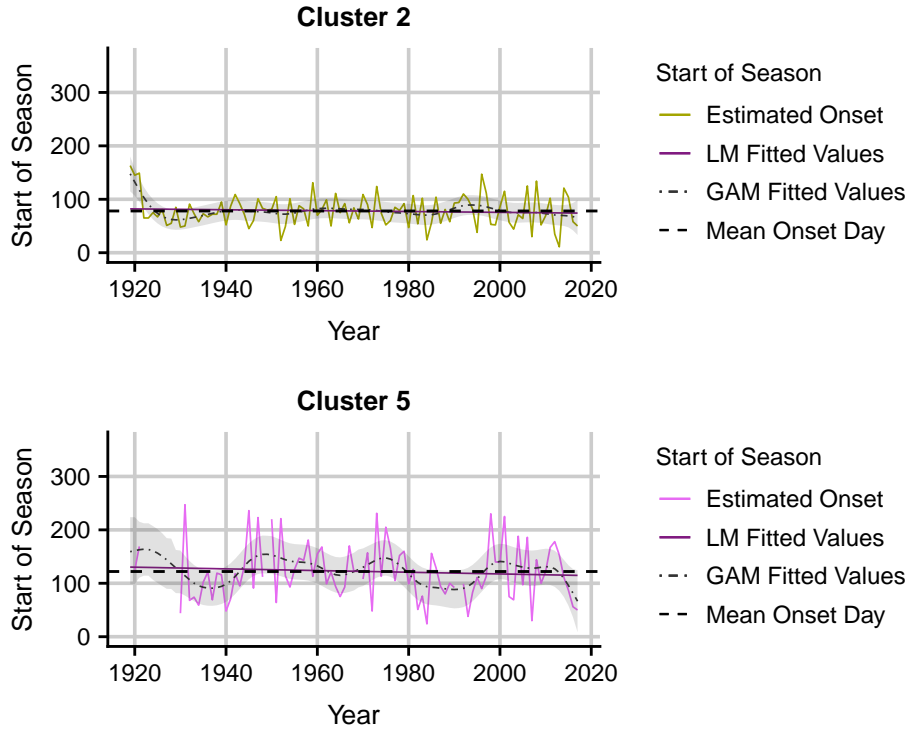 Cluster 2
Start of Season
300
200
100
0
1920 1940 1960 1980 2000 2020
Year
Start of Season
Estimated Onset
LM Fitted Values
GAM Fitted Values
Mean Onset Day
Cluster 5
Start of Season
300
200
100
0
1920 1940 1960 1980 2000 2020
Year
Start of Season
Estimated Onset
LM Fitted Values
GAM Fitted Values
Mean Onset Day